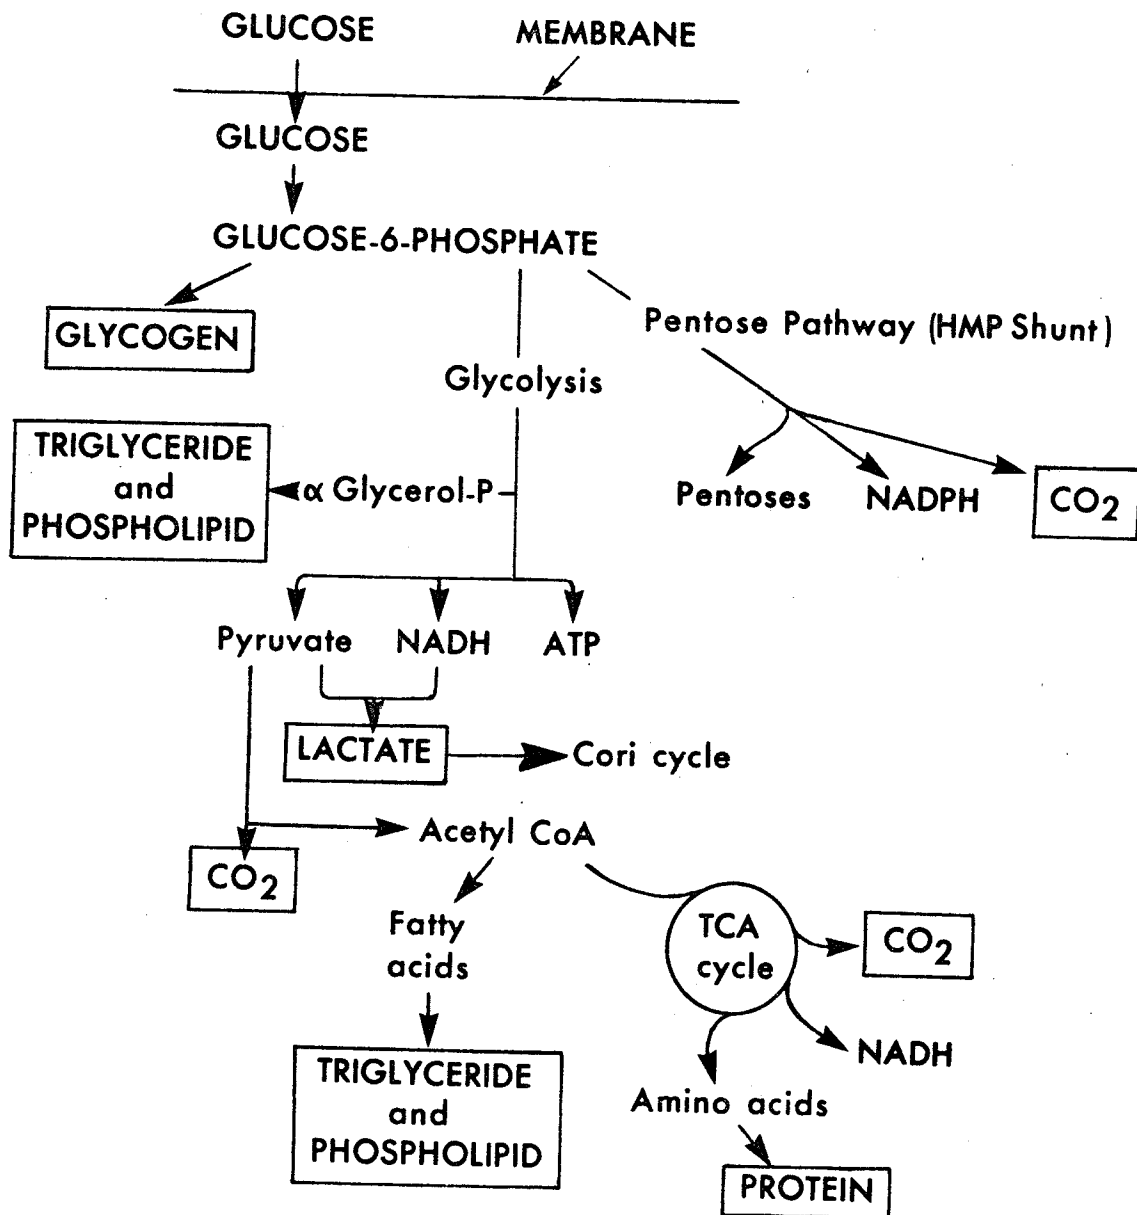 GLUCOSE
MEMBRANE
GLUCOSE
GLUCOSE-6-PHOSPHATE
GLYCOGEN
Pentose Pathway (HMP Shunt)
Glycolysis
TRIGLYCERIDE
and
PHOSPHOLIPID
α Glycerol-P
Pentoses
NADPH
CO2
Pyruvate
NADH
ATP
LACTATE
Cori cycle
Acetyl CoA
CO2
Fatty
acids
TCA
cycle
CO2
NADH
TRIGLYCERIDE
and
PHOSPHOLIPID
Amino acids
PROTEIN